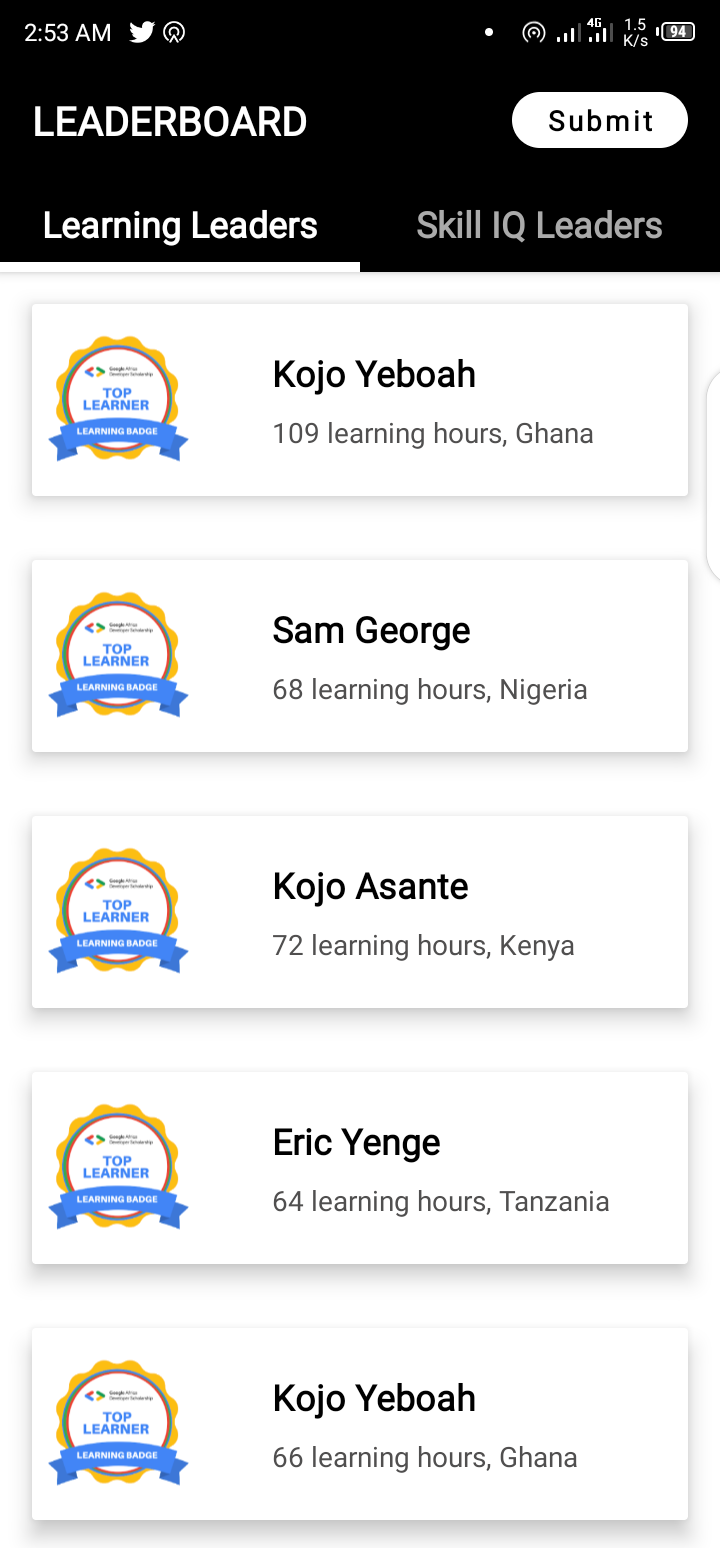 2:53 AM
4G
1.5
K/s
94
LEADERBOARD
Submit
Learning Leaders
Skill IQ Leaders
Google Africa
Developer Scholarship
TOP
LEARNER
LEARNING BADGE
Kojo Yeboah
109 learning hours, Ghana
Google Africa
Developer Scholarship
TOP
LEARNER
LEARNING BADGE
Sam George
68 learning hours, Nigeria
Google Africa
Developer Scholarship
TOP
LEARNER
LEARNING BADGE
Kojo Asante
72 learning hours, Kenya
Google Africa
Developer Scholarship
TOP
LEARNER
LEARNING BADGE
Eric Yenge
64 learning hours, Tanzania
Google Africa
Developer Scholarship
TOP
LEARNER
LEARNING BADGE
Kojo Yeboah
66 learning hours, Ghana